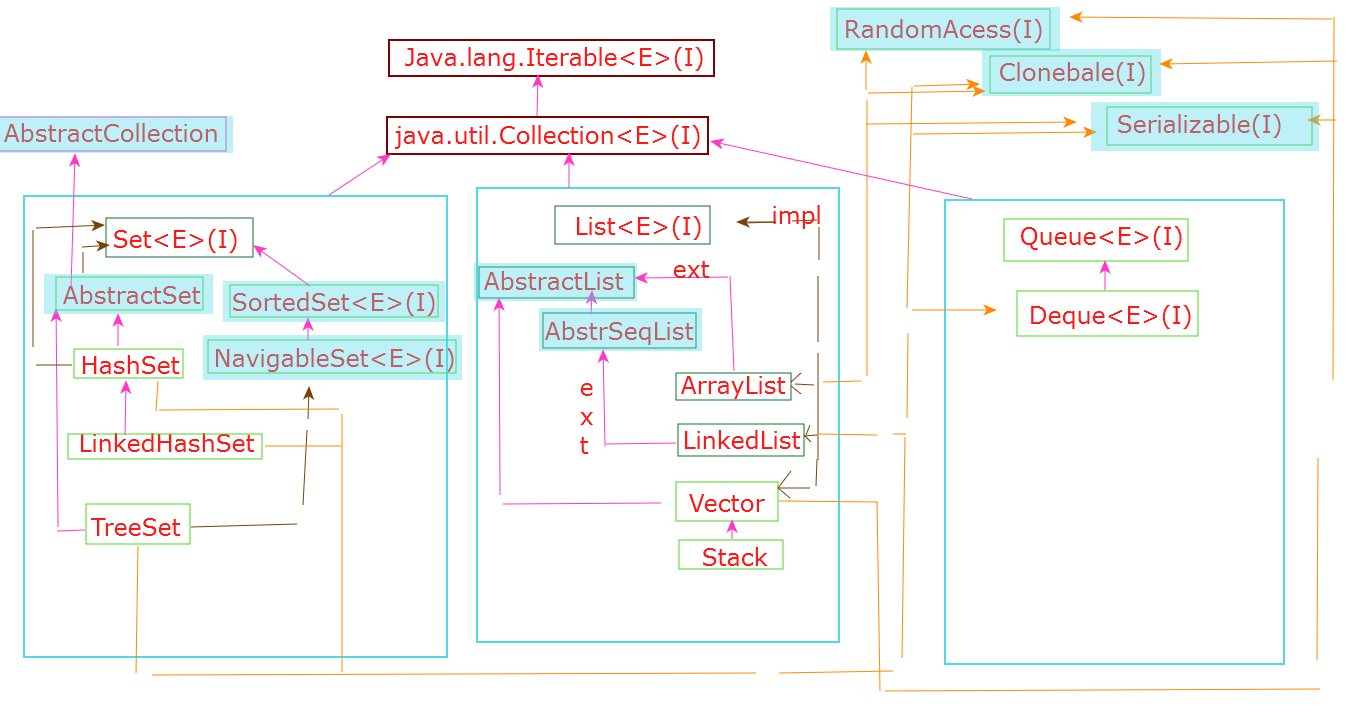 RandomAcess(I)
Java.lang.Iterable<E>(I)
Clonebale(I)
Serializable(I)
AbstractCollection
java.util.Collection<E>(I)
Set<E>(I)
AbstractSet
SortedSet<E>(I)
NavigableSet<E>(I)
HashSet
LinkedHashSet
TreeSet
impl
List<E>(I)
ext
AbstractList
AbstrSeqList
e
x
t
ArrayList
LinkedList
Vector
Stack
Queue<E>(I)
Deque<E>(I)